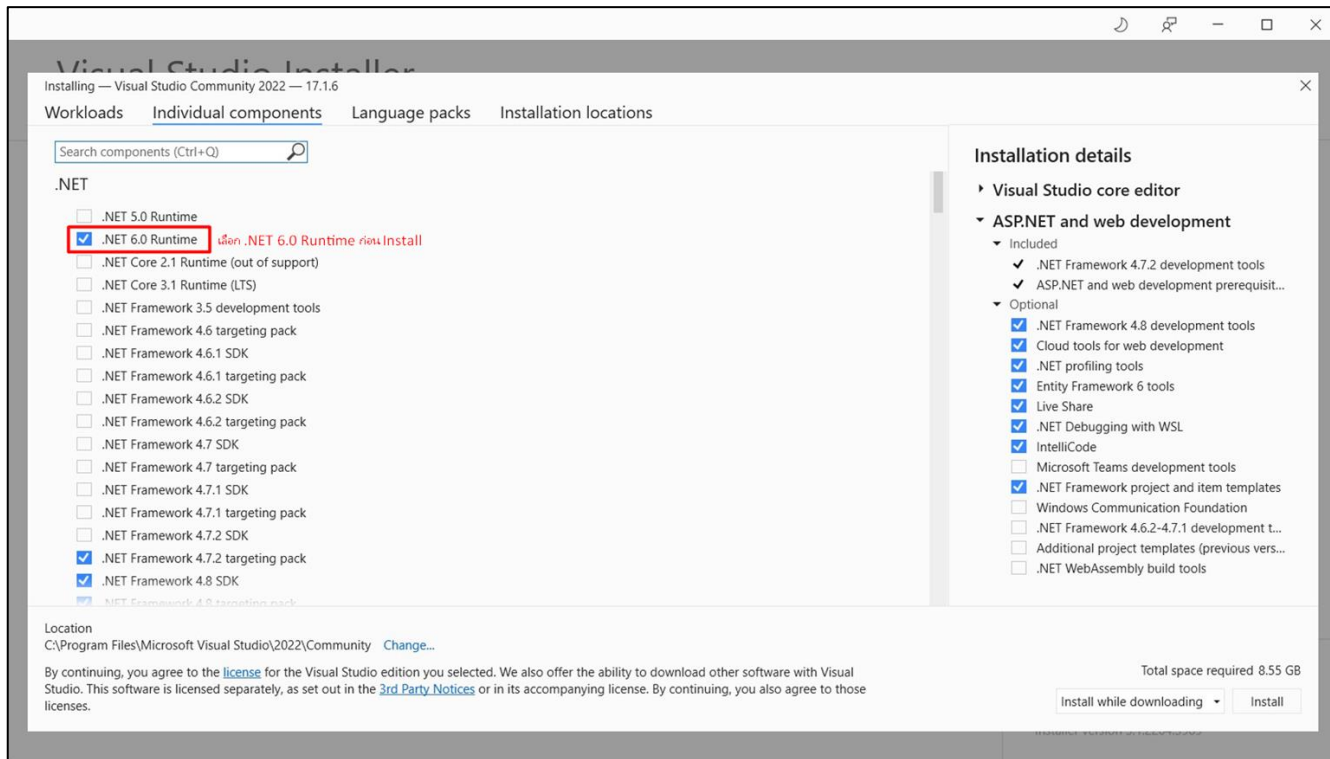 Visual Studio Installer
Installing — Visual Studio Community 2022 — 17.1.6
Workloads Individual components Language packs Installation locations
Search components (Ctrl+Q)
.NET
.NET 5.0 Runtime
.NET 6.0 Runtime เลือก .NET 6.0 Runtime ก่อน Install
.NET Core 2.1 Runtime (out of support)
.NET Core 3.1 Runtime (LTS)
.NET Framework 3.5 development tools
.NET Framework 4.6 targeting pack
.NET Framework 4.6.1 SDK
.NET Framework 4.6.1 targeting pack
.NET Framework 4.6.2 SDK
.NET Framework 4.6.2 targeting pack
.NET Framework 4.7 SDK
.NET Framework 4.7 targeting pack
.NET Framework 4.7.1 SDK
.NET Framework 4.7.1 targeting pack
.NET Framework 4.7.2 SDK
.NET Framework 4.7.2 targeting pack
.NET Framework 4.8 SDK
.NET Framework 4.8 targeting pack
Installation details
Visual Studio core editor
ASP.NET and web development
Included
.NET Framework 4.7.2 development tools
ASP.NET and web development prerequisit...
Optional
.NET Framework 4.8 development tools
Cloud tools for web development
.NET profiling tools
Entity Framework 6 tools
Live Share
.NET Debugging with WSL
IntelliCode
Microsoft Teams development tools
.NET Framework project and item templates
Windows Communication Foundation
.NET Framework 4.6.2-4.7.1 development t...
Additional project templates (previous vers...
.NET WebAssembly build tools
Location
C:\Program Files\Microsoft Visual Studio\2022\Community Change...
By continuing, you agree to the license for the Visual Studio edition you selected. We also offer the ability to download other software with Visual
Studio. This software is licensed separately, as set out in the 3rd Party Notices or in its accompanying license. By continuing, you also agree to those
licenses.
Total space required 8.55 GB
Install while downloading Install